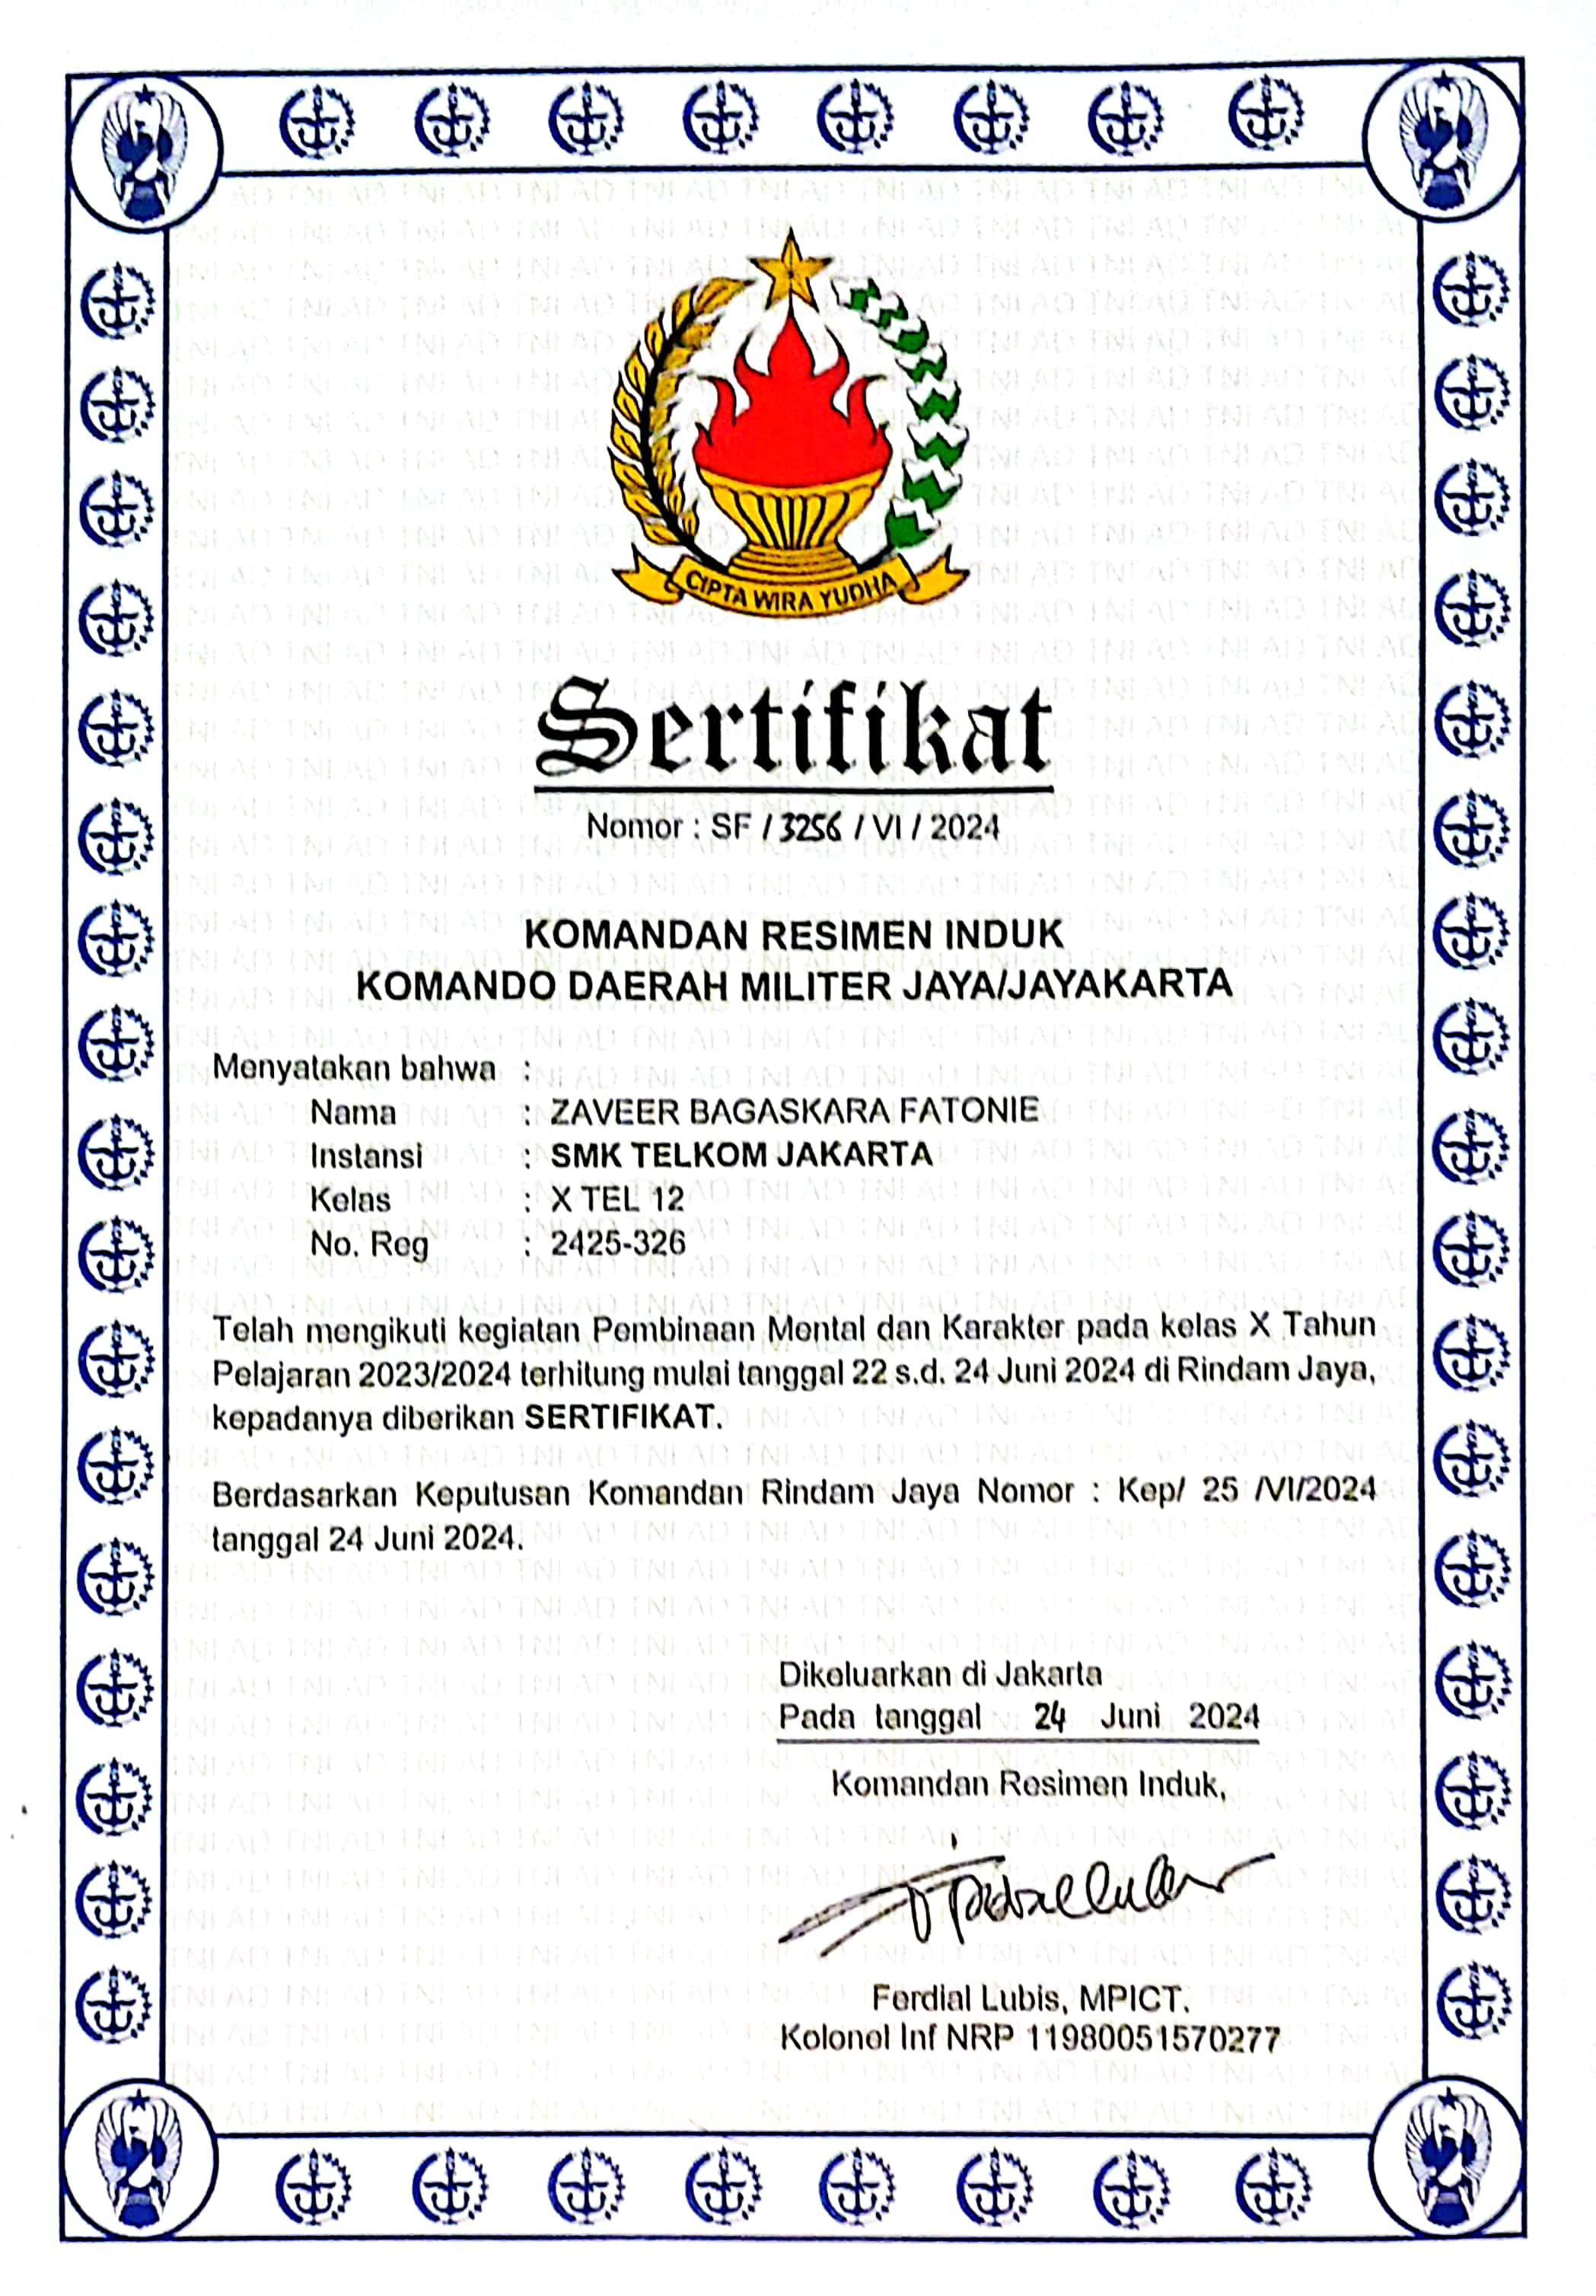 CIPTA WIRA YUDHA
Sertifikat
Nomor : SF / 3256 / VI / 2024
KOMANDAN RESIMEN INDUK
KOMANDO DAERAH MILITER JAYA/JAYAKARTA
Menyatakan bahwa :
Nama : ZAVEER BAGASKARA FATONIE
Instansi : SMK TELKOM JAKARTA
Kelas : X TEL 12
No. Reg : 2425-326
Telah mengikuti kegiatan Pembinaan Mental dan Karakter pada kelas X Tahun
Pelajaran 2023/2024 terhitung mulai tanggal 22 s.d. 24 Juni 2024 di Rindam Jaya,
kepadanya diberikan SERTIFIKAT.
Berdasarkan Keputusan Komandan Rindam Jaya Nomor : Kep/ 25 /VI/2024
tanggal 24 Juni 2024.
Dikeluarkan di Jakarta
Pada tanggal 24 Juni 2024
Komandan Resimen Induk,
Ferdial Lubis, MPICT.
Kolonel Inf NRP 11980051570277